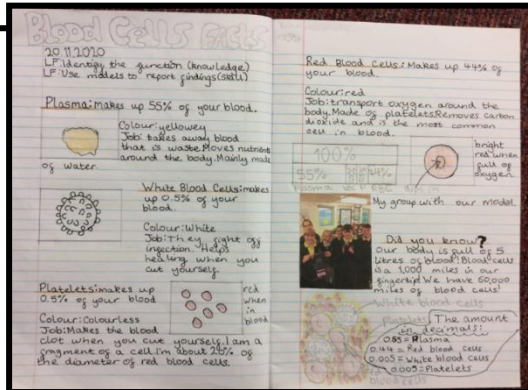 Blood Cells Facts
20.11.2020
LF: Identify the function (knowledge)
LF: Use models to report findings (skill)
Plasma: makes up 55% of your blood.
Colour: yellowey
Job: takes away blood
that is waste. Moves nutrients
around the body. Mainly made
of water.
White Blood Cells: makes
up 0.5% of your
blood.
Colour: White
Job: They fight off
infection. Helps
healing when you
cut yourself.
Platelets: makes up
0.5% of your blood
Colour: Colourless
Job: Makes the blood
clot when you cut yourself. I am a
fragment of a cell. I'm about 20% of
the diameter of red blood cells.
red
when
in
blood
Red Blood Cells: Makes up 44% of
your blood.
Colour: red
Job: transport oxygen around the
body. Made of platelets. Removes carbon
dioxide and is the most common
cell in blood.
100%
55%
44%
Plasma
bright
red when
full of
oxygen.
My group with our model.
Did you know?
Our body is full of 5
litres of blood! Blood cells
is a 1,000 miles in our
fingertip! We have 60,000
miles of blood cells!
White blood cells
Platelets
The amount
in decimals:
0.55 = Plasma
0.44 = Red blood cells
0.005 = White blood cells
0.005 = Platelets